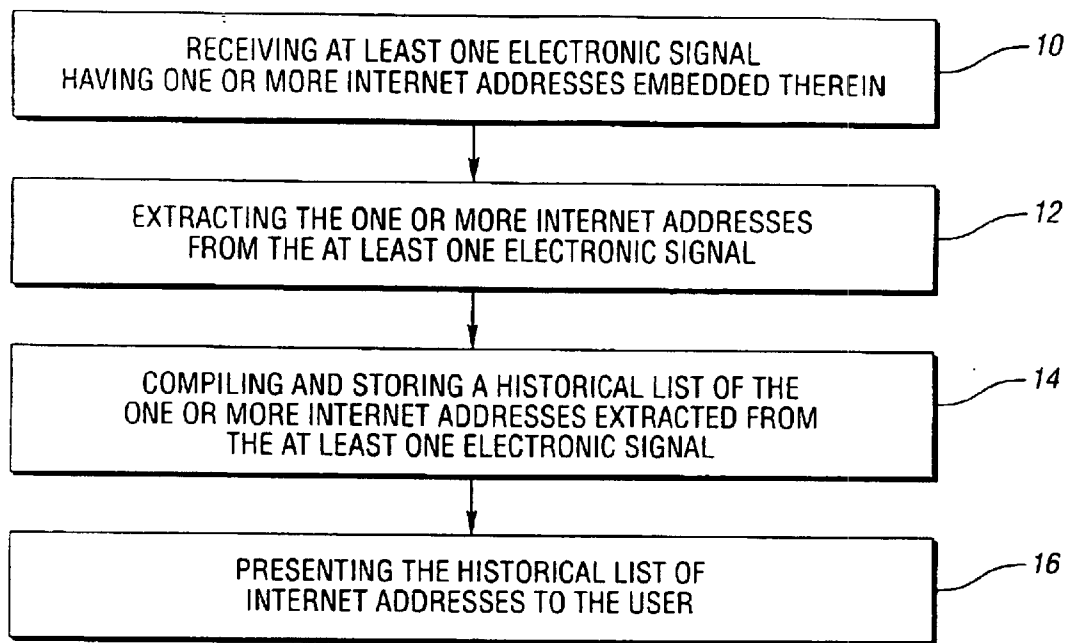 RECEIVING AT LEAST ONE ELECTRONIC SIGNAL
HAVING ONE OR MORE INTERNET ADDRESSES EMBEDDED THEREIN
10
EXTRACTING THE ONE OR MORE INTERNET ADDRESSES
FROM THE AT LEAST ONE ELECTRONIC SIGNAL
12
COMPILING AND STORING A HISTORICAL LIST OF THE
ONE OR MORE INTERNET ADDRESSES EXTRACTED FROM
THE AT LEAST ONE ELECTRONIC SIGNAL
14
PRESENTING THE HISTORICAL LIST OF
INTERNET ADDRESSES TO THE USER
16